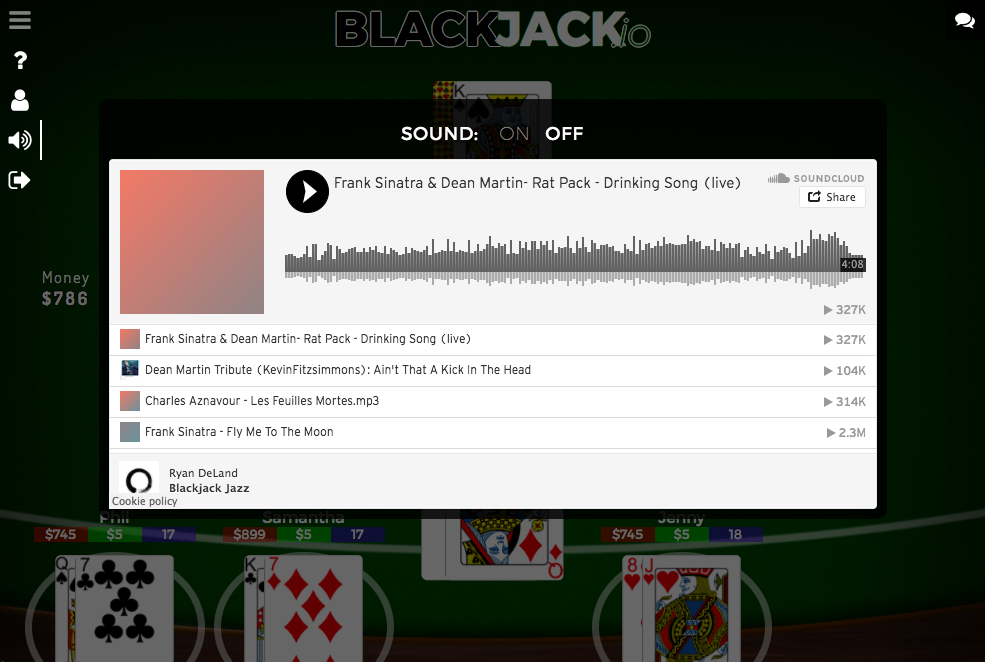 BLACKJACK.io
?
K
SOUND: ON OFF
Frank Sinatra & Dean Martin- Rat Pack - Drinking Song (live)
SOUNDCLOUD
Share
4:08
Money
$786
327K
Frank Sinatra & Dean Martin- Rat Pack - Drinking Song (live) 327K
Dean Martin Tribute (KevinFitzsimmons): Ain't That A Kick In The Head 104K
Charles Aznavour - Les Feuilles Mortes.mp3 314K
Frank Sinatra - Fly Me To The Moon 2.3M
Ryan DeLand
Blackjack Jazz
Cookie policy
Phil Samantha Jenny
$745 $5 17 $899 $5 17 $745 $5 18
Q 7 K 7 Q 8 J